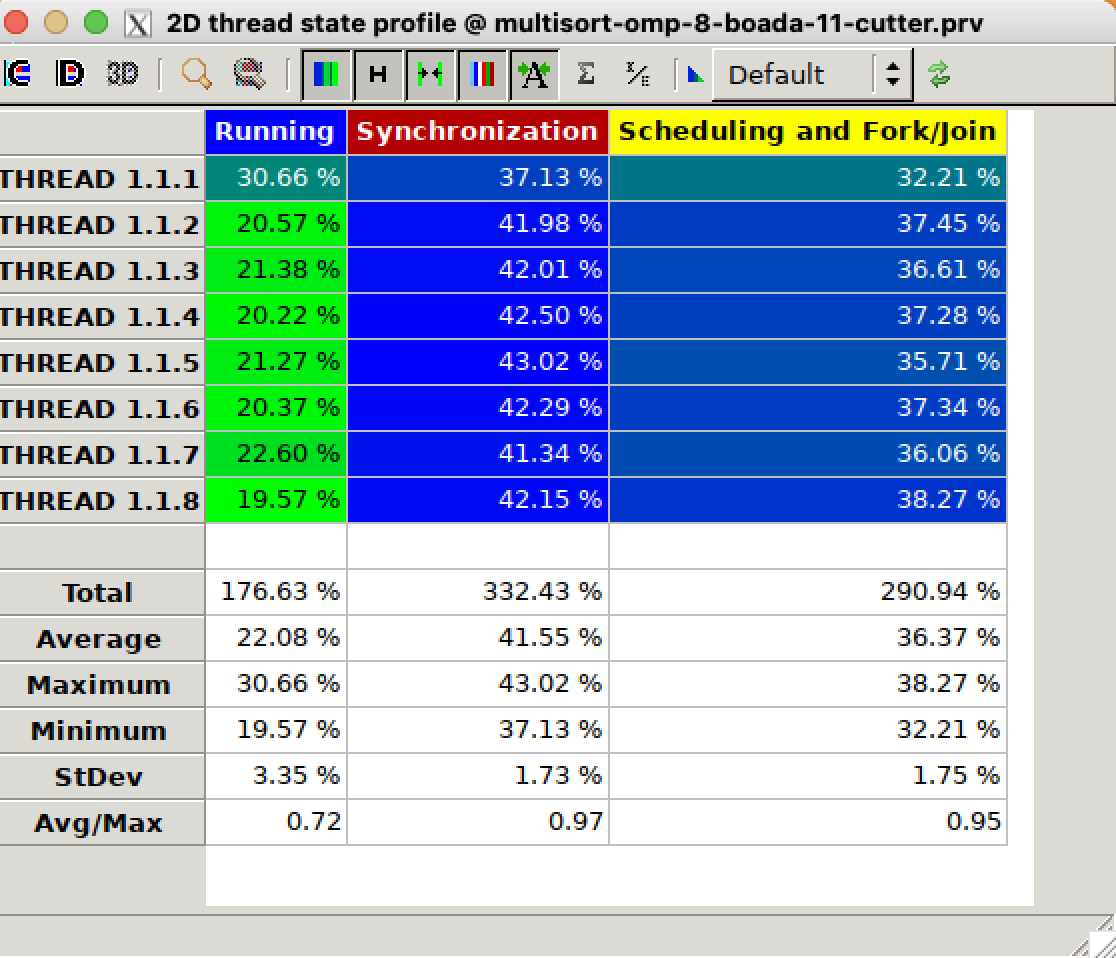 2D thread state profile @ multisort-omp-8-boada-11-cutter.prv
3D H A Σ Default
Running Synchronization Scheduling and Fork/Join
THREAD 1.1.1 30.66 % 37.13 % 32.21 %
THREAD 1.1.2 20.57 % 41.98 % 37.45 %
THREAD 1.1.3 21.38 % 42.01 % 36.61 %
THREAD 1.1.4 20.22 % 42.50 % 37.28 %
THREAD 1.1.5 21.27 % 43.02 % 35.71 %
THREAD 1.1.6 20.37 % 42.29 % 37.34 %
THREAD 1.1.7 22.60 % 41.34 % 36.06 %
THREAD 1.1.8 19.57 % 42.15 % 38.27 %
Total 176.63 % 332.43 % 290.94 %
Average 22.08 % 41.55 % 36.37 %
Maximum 30.66 % 43.02 % 38.27 %
Minimum 19.57 % 37.13 % 32.21 %
StDev 3.35 % 1.73 % 1.75 %
Avg/Max 0.72 0.97 0.95